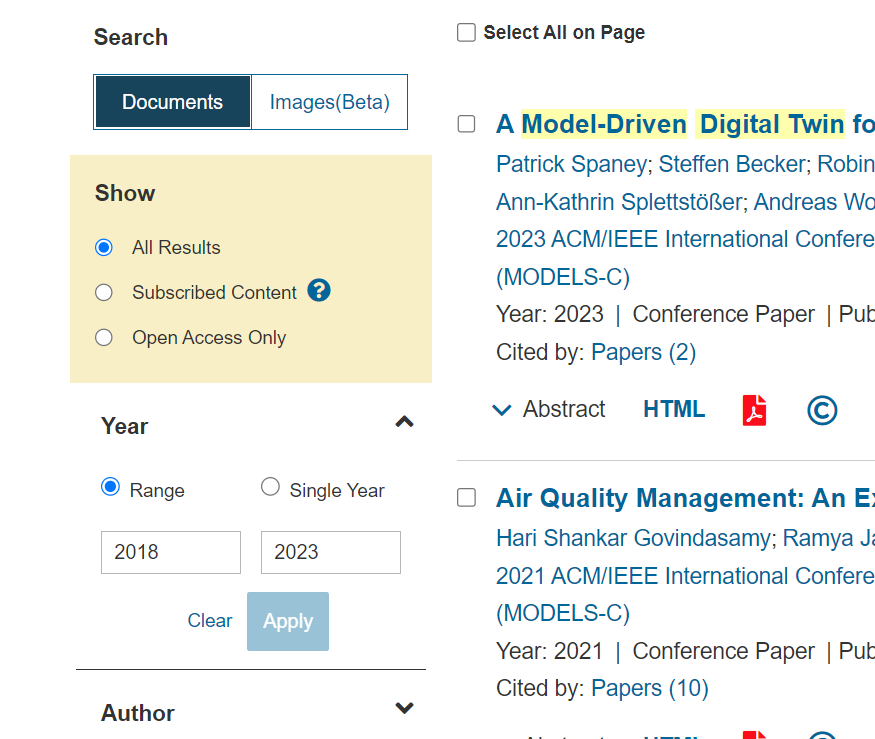 Search
Documents
Images(Beta)
Show
All Results
Subscribed Content ?
Open Access Only
Year
Range
Single Year
2018
2023
Clear
Apply
Author
Select All on Page
A Model-Driven Digital Twin fo
Patrick Spaney; Steffen Becker; Robin
Ann-Kathrin Splettstößer; Andreas Wo
2023 ACM/IEEE International Confere
(MODELS-C)
Year: 2023 | Conference Paper | Pub
Cited by: Papers (2)
Abstract HTML ©
Air Quality Management: An Ex
Hari Shankar Govindasamy; Ramya Ja
2021 ACM/IEEE International Confere
(MODELS-C)
Year: 2021 | Conference Paper | Pub
Cited by: Papers (10)
Abstract HTML